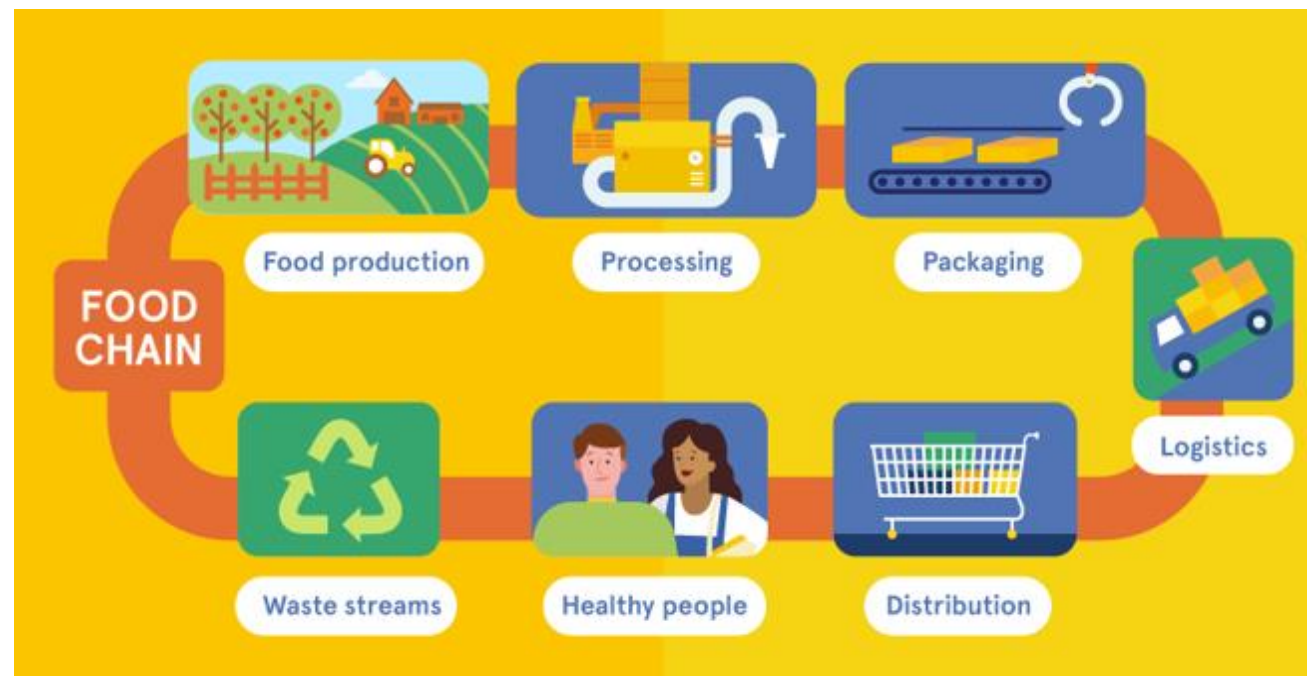 Food production
Processing
Packaging
FOOD
CHAIN
Logistics
Waste streams
Healthy people
Distribution